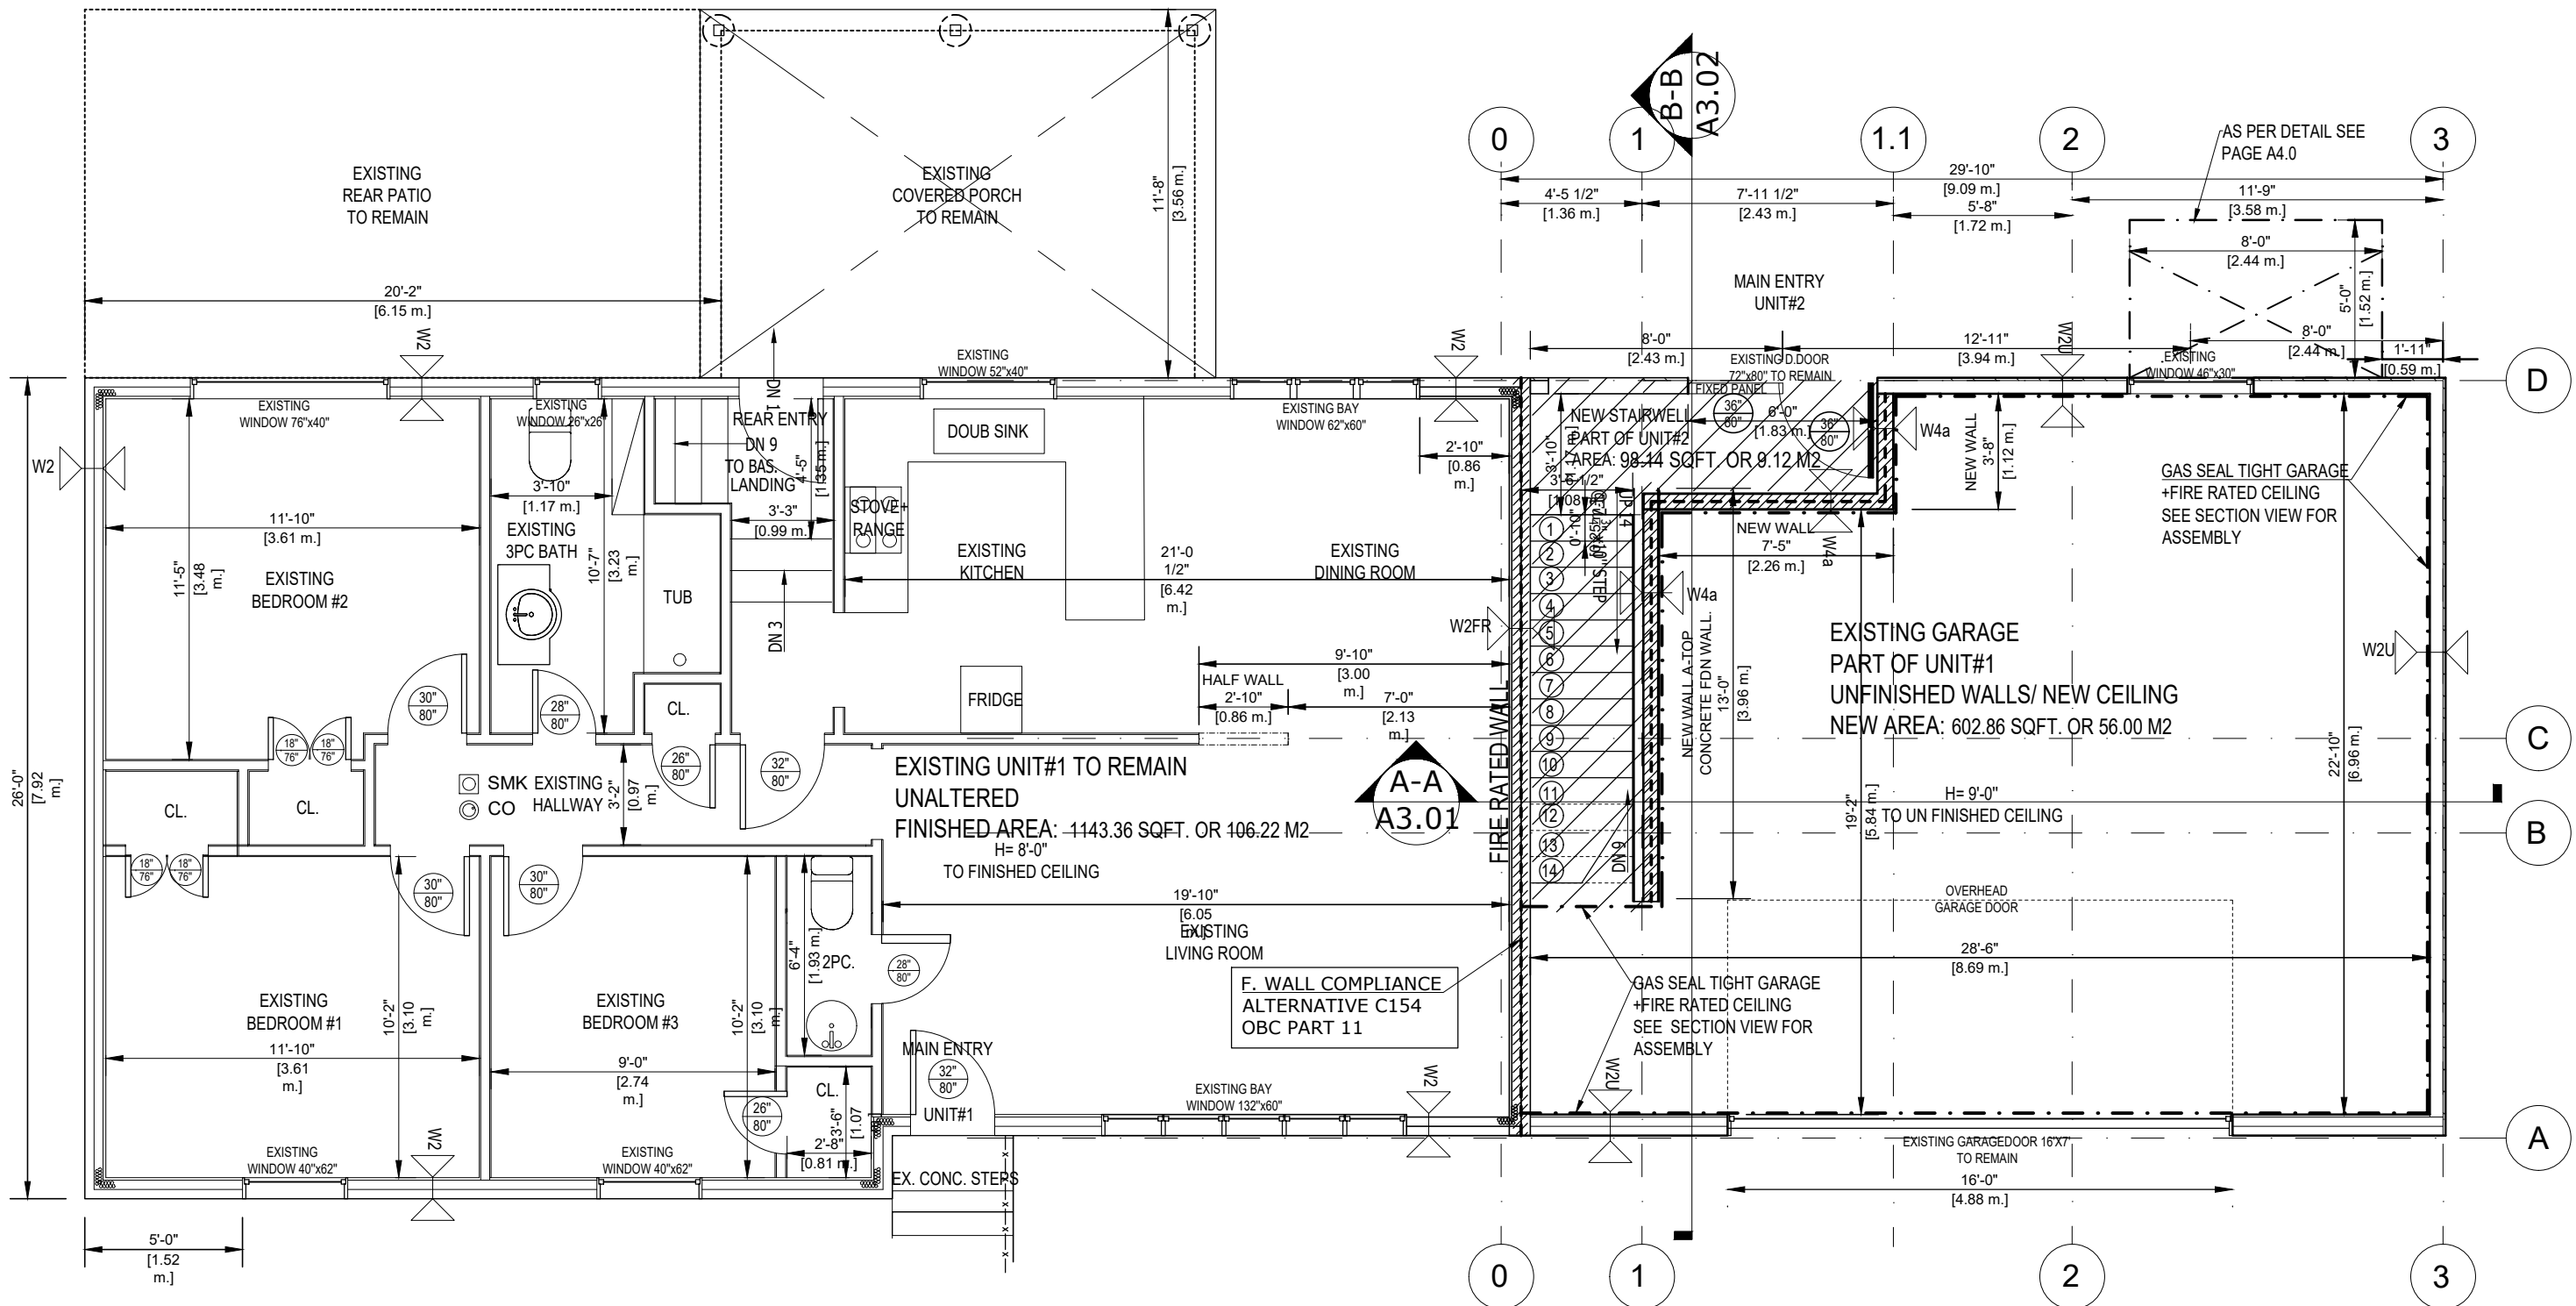 B-B
A3.02
0
1
1.1
2
3
AS PER DETAIL SEE
PAGE A4.0
29'-10"
[9.09 m.]
4'-5 1/2"
[1.36 m.]
7'-11 1/2"
[2.43 m.]
11'-9"
[3.58 m.]
5'-8"
[1.72 m.]
EXISTING
REAR PATIO
TO REMAIN
EXISTING
COVERED PORCH
TO REMAIN
11'-8"
[3.56 m.]
20'-2"
[6.15 m.]
8'-0"
[2.44 m.]
5'-0"
[1.52 m.]
MAIN ENTRY
UNIT#2
8'-0"
[2.43 m.]
12'-11"
[3.94 m.]
8'-0"
[2.44 m.]
1'-11"
[0.59 m.]
W2
W2
W2U
EXISTING
WINDOW 52"x40"
EXISTING D.DOOR
72"x80" TO REMAIN
FIXED PANEL
EXISTING
WINDOW 46"x30"
D
DN 1
EXISTING
WINDOW 76"x40"
EXISTING
WINDOW 26"x26"
REAR ENTRY
DN 9
TO BAS.
LANDING
4'-5"
[1.35 m.]
3'-3"
[0.99 m.]
DOUB SINK
EXISTING BAY
WINDOW 62"x60"
2'-10"
[0.86
m.]
NEW STAIRWELL
PART OF UNIT#2
AREA: 98.14 SQFT. OR 9.12 M2
36"
80"
6'-0"
[1.83 m.]
36"
80"
3'-10"
[1.17 m.]
3'-6 1/2"
[1.08 m.]
W4a
NEW WALL
3'-8"
[1.12 m.]
GAS SEAL TIGHT GARAGE
+FIRE RATED CEILING
SEE SECTION VIEW FOR
ASSEMBLY
W2
11'-10"
[3.61 m.]
11'-5"
[3.48
m.]
EXISTING
BEDROOM #2
3'-10"
[1.17 m.]
EXISTING
3PC BATH
10'-7"
[3.23
m.]
TUB
DN 3
STOVE+
RANGE
EXISTING
KITCHEN
21'-0
1/2"
[6.42
m.]
EXISTING
DINING ROOM
UP 14
STEP
0'-10"
NEW WALL
7'-5"
[2.26 m.]
W4a
W4a
W2FR
1
2
3
4
5
6
7
8
9
10
11
12
13
14
DN 9
NEW WALL A-TOP
CONCRETE FDN WALL.
13'-0"
[3.96 m.]
EXISTING GARAGE
PART OF UNIT#1
UNFINISHED WALLS/ NEW CEILING
NEW AREA: 602.86 SQFT. OR 56.00 M2
W2U
22'-10"
[6.96 m.]
19'-2"
[5.84 m.]
H= 9'-0"
TO UN FINISHED CEILING
C
B
30"
80"
28"
80"
CL.
FRIDGE
9'-10"
[3.00
m.]
HALF WALL
2'-10"
[0.86 m.]
7'-0"
[2.13
m.]
FIRE RATED WALL
18"
76"
18"
76"
26"
80"
32"
80"
26'-0"
[7.92
m.]
CL.
CL.
SMK
CO
EXISTING
HALLWAY
3'-2"
[0.97
m.]
EXISTING UNIT#1 TO REMAIN
UNALTERED
FINISHED AREA: 1143.36 SQFT. OR 106.22 M2
H= 8'-0"
TO FINISHED CEILING
A-A
A3.01
18"
76"
18"
76"
30"
80"
30"
80"
19'-10"
[6.05
m.]
EXISTING
LIVING ROOM
OVERHEAD
GARAGE DOOR
28'-6"
[8.69 m.]
6'-4"
[1.93 m.]
2PC.
28"
80"
F. WALL COMPLIANCE
ALTERNATIVE C154
OBC PART 11
GAS SEAL TIGHT GARAGE
+FIRE RATED CEILING
SEE SECTION VIEW FOR
ASSEMBLY
EXISTING
BEDROOM #1
11'-10"
[3.61
m.]
10'-2"
[3.10
m.]
EXISTING
BEDROOM #3
9'-0"
[2.74
m.]
10'-2"
[3.10
m.]
MAIN ENTRY
32"
80"
UNIT#1
CL.
3'-6"
[1.07
2'-8"
[0.81 m.]
26"
80"
EXISTING BAY
WINDOW 132"x60"
W2
W2U
EXISTING
WINDOW 40"x62"
W2
EXISTING
WINDOW 40"x62"
EX. CONC. STEPS
EXISTING GARAGEDOOR 16'X7'
TO REMAIN
16'-0"
[4.88 m.]
A
5'-0"
[1.52
m.]
0
1
2
3